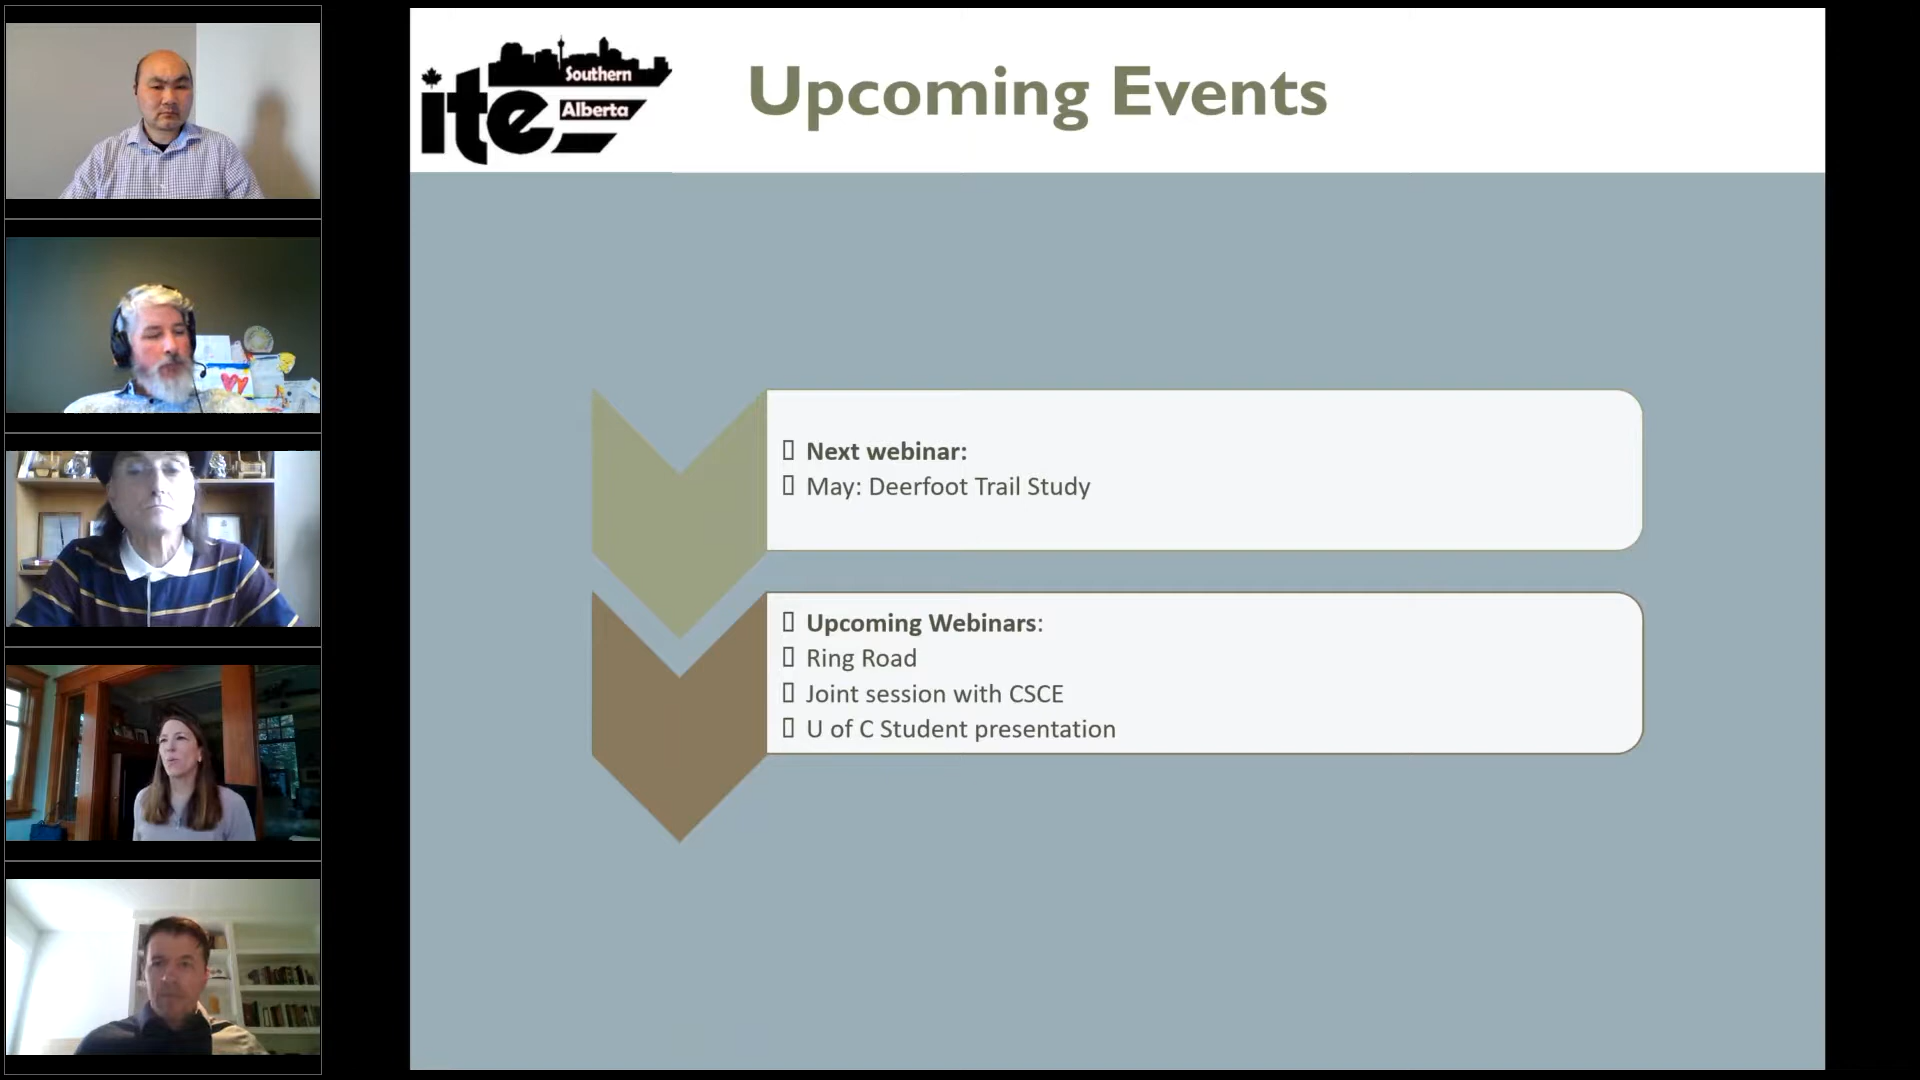 ite Southern Alberta
Upcoming Events
Next webinar:
May: Deerfoot Trail Study
Upcoming Webinars:
Ring Road
Joint session with CSCE
U of C Student presentation